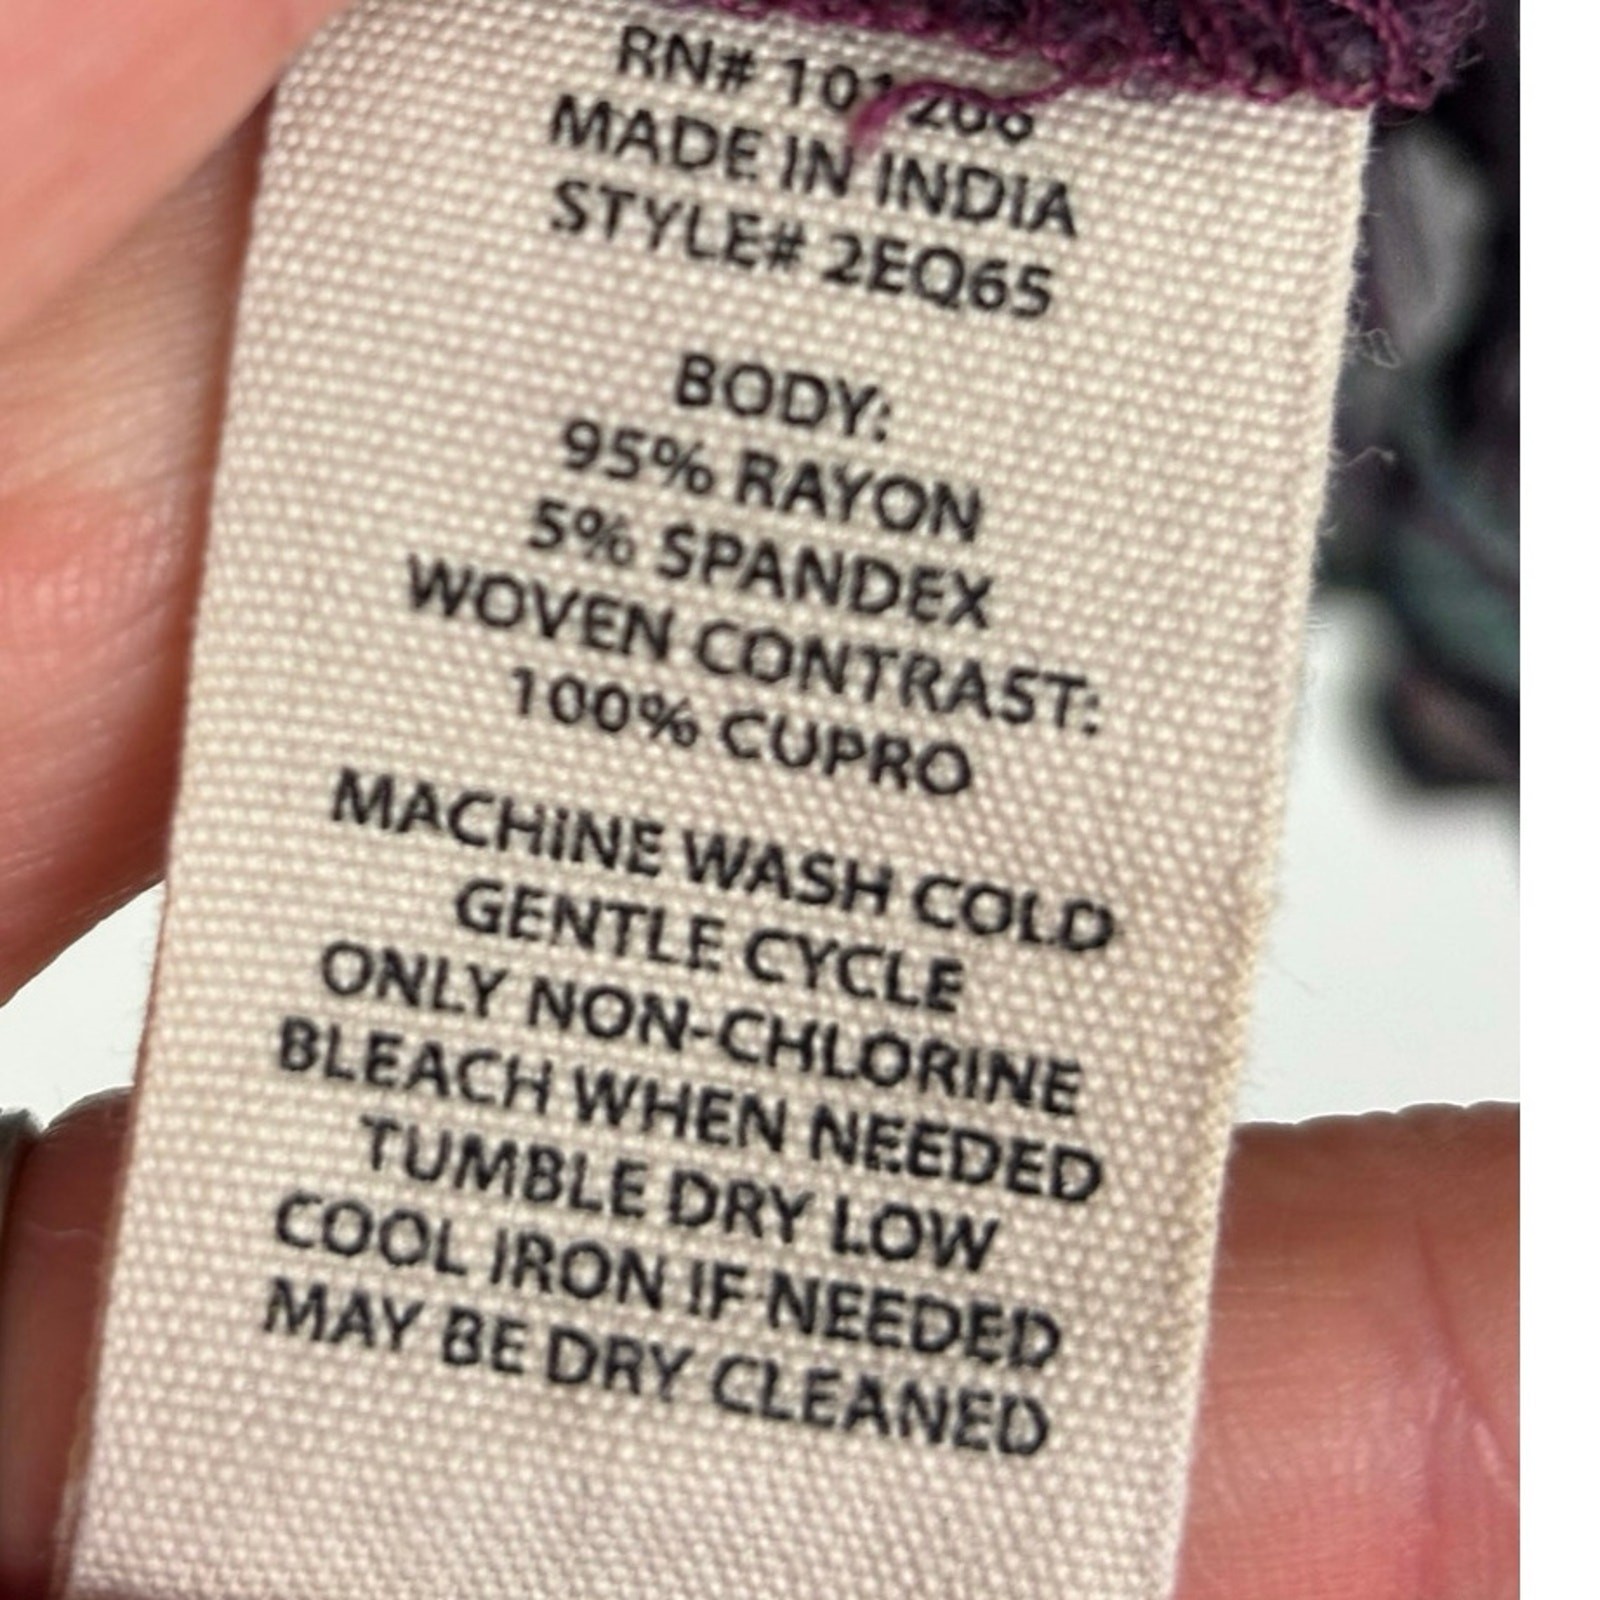 RN#
MADE IN INDIA
STYLE# 2EQ65
BODY:
95% RAYON
5% SPANDEX
WOVEN CONTRAST:
100% CUPRO
MACHINE WASH COLD
GENTLE CYCLE
ONLY NON-CHLORINE
BLEACH WHEN NEEDED
TUMBLE DRY LOW
COOL IRON IF NEEDED
MAY BE DRY CLEANED